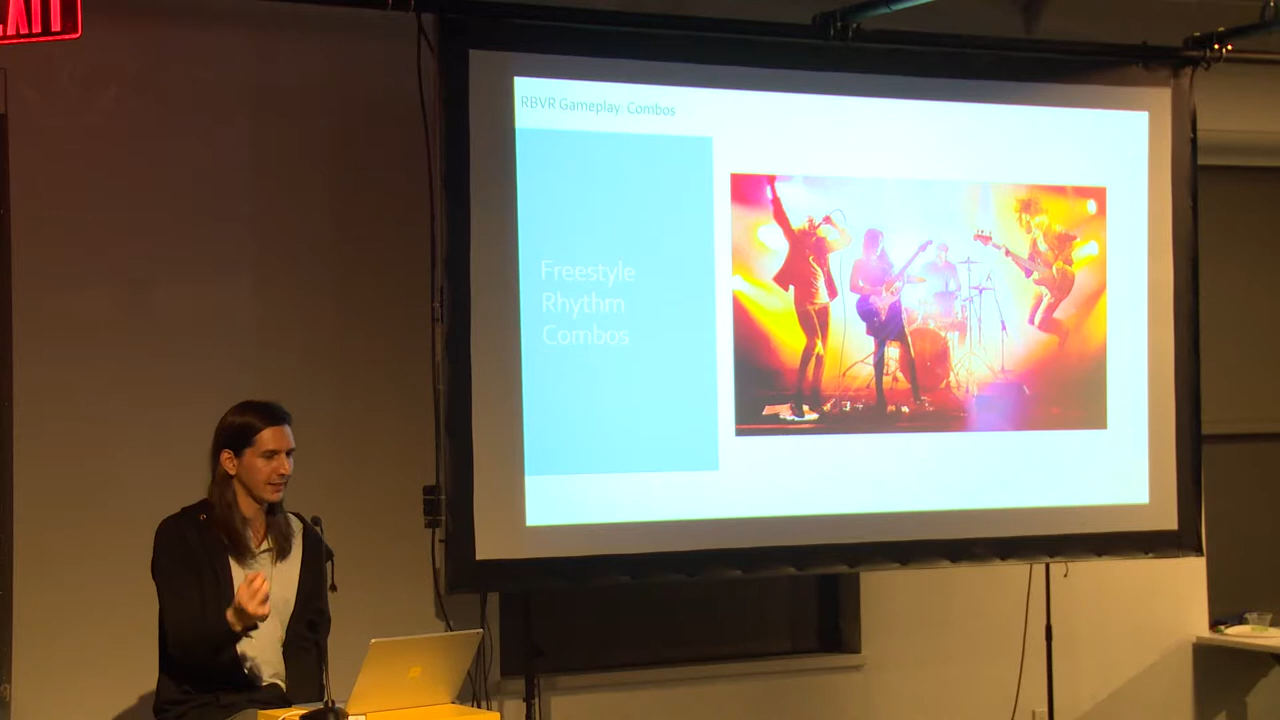 EXIT
RBVR Gameplay: Combos
Freestyle
Rhythm
Combos